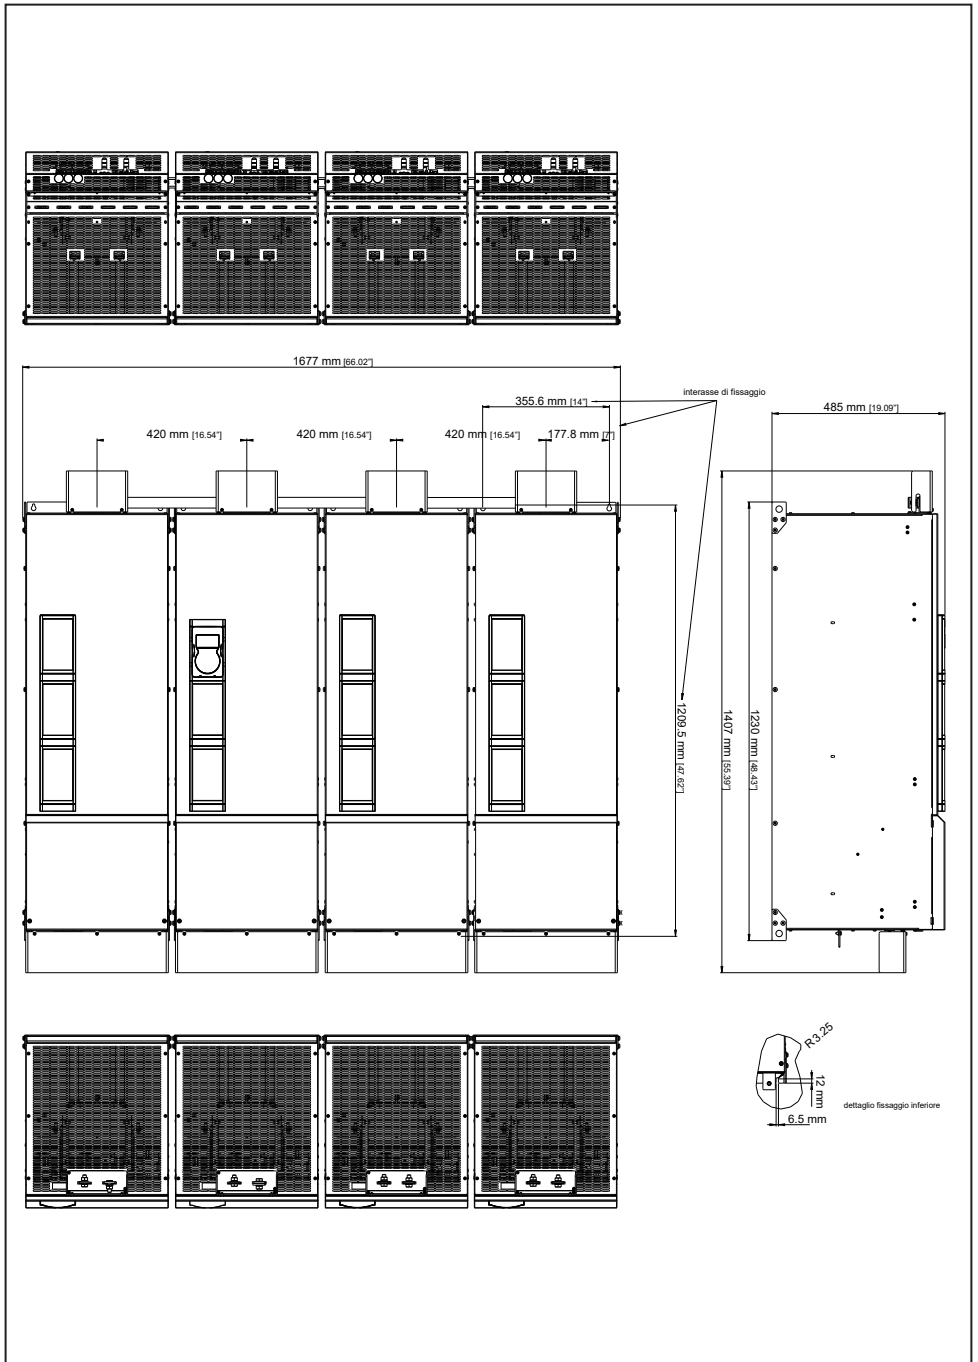 1677 mm [66.02"]
interasse di fissaggio
355.6 mm [14"]
485 mm [19.09"]
420 mm [16.54"]
420 mm [16.54"]
420 mm [16.54"]
177.8 mm [7"]
1209.5 mm [47.62"]
1407 mm [55.39"]
1230 mm [48.43"]
R3.25
12 mm
dettaglio fissaggio inferiore
6.5 mm